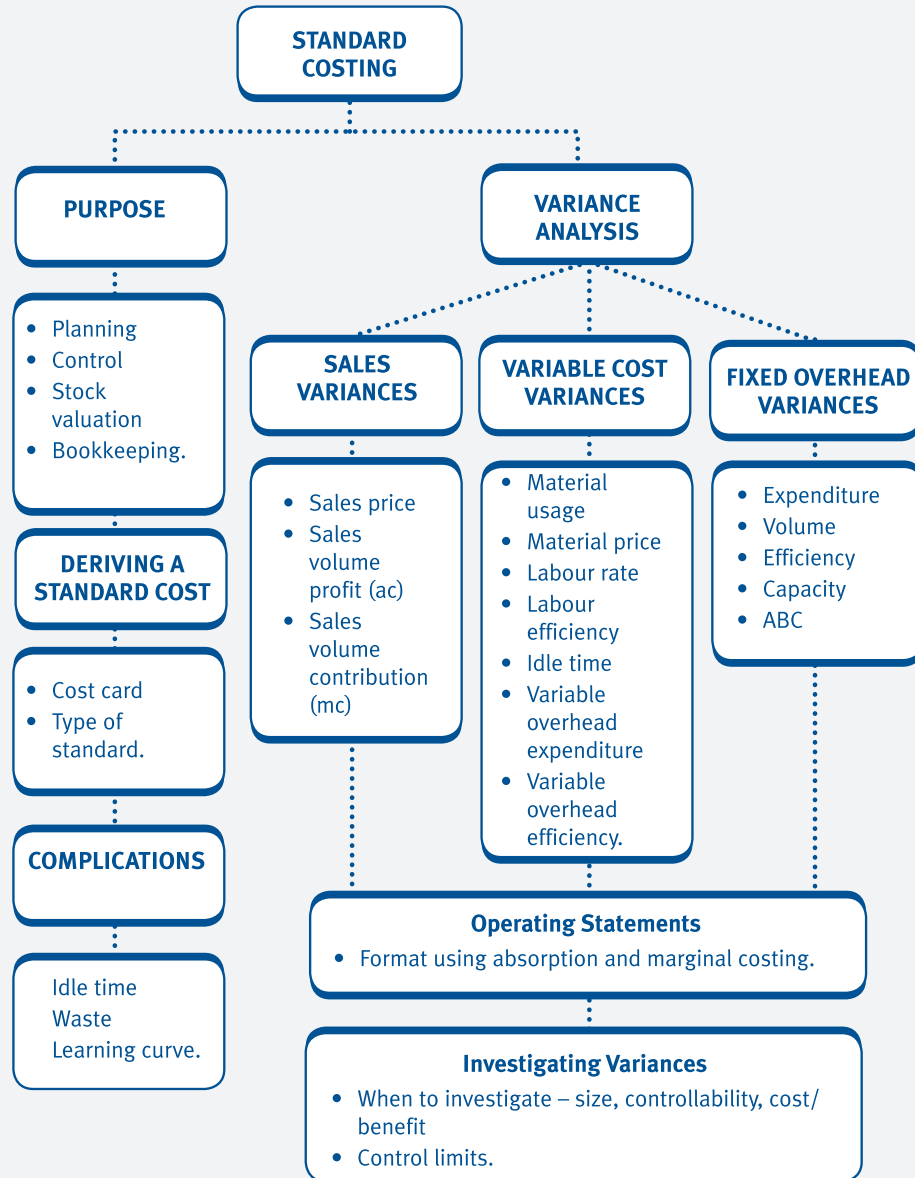 STANDARD
COSTING
PURPOSE
• Planning
• Control
• Stock
valuation
• Bookkeeping.
DERIVING A
STANDARD COST
• Cost card
• Type of
standard.
COMPLICATIONS
Idle time
Waste
Learning curve.
VARIANCE
ANALYSIS
SALES
VARIANCES
• Sales price
• Sales
volume
profit (ac)
• Sales
volume
contribution
(mc)
VARIABLE COST
VARIANCES
• Material
usage
• Material price
• Labour rate
• Labour
efficiency
• Idle time
• Variable
overhead
expenditure
• Variable
overhead
efficiency.
FIXED OVERHEAD
VARIANCES
• Expenditure
• Volume
• Efficiency
• Capacity
• ABC
Operating Statements
• Format using absorption and marginal costing.
Investigating Variances
• When to investigate – size, controllability, cost/
benefit
• Control limits.